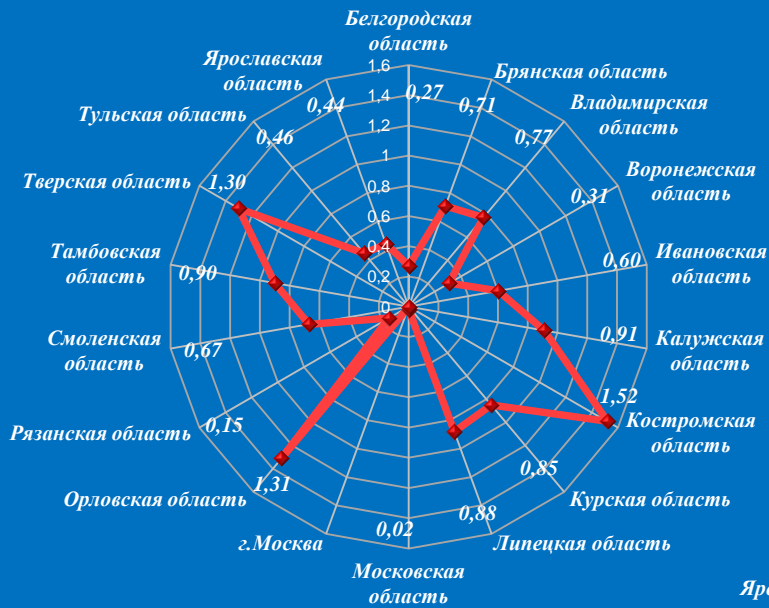 Белгородская
область
0,27
Брянская область
0,71
Владимирская
область
0,77
Воронежская
область
0,31
Ивановская
область
0,60
Калужская
область
0,91
Костромская
область
1,52
Курская область
0,85
Липецкая область
0,88
Московская
область
0,02
г.Москва
Орловская область
1,31
Рязанская область
0,15
Смоленская
область
0,67
Тамбовская
область
0,90
Тверская область
1,30
Тульская область
0,46
Ярославская
область
0,44
1,6
1,4
1,2
1
0,8
0,6
0,4
0,2
0
Яро